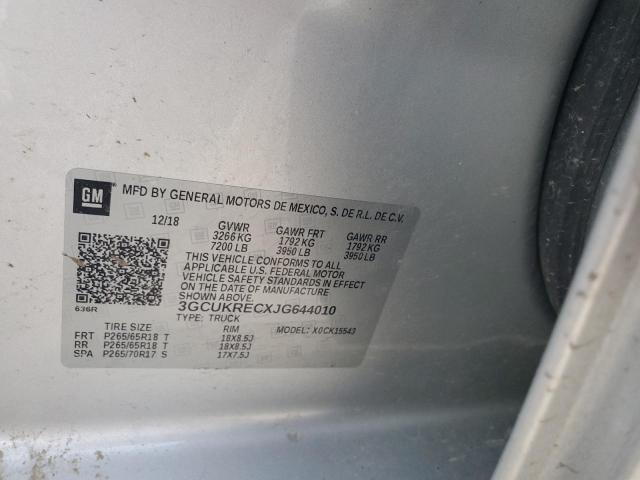 GM ® MFD BY GENERAL MOTORS DE MEXICO, S. DE R.L. DE C.V.
12/18 GVWR GAWR FRT GAWR RR
3266 KG 1792 KG 1792 KG
7200 LB 3950 LB 3950 LB
THIS VEHICLE CONFORMS TO ALL
APPLICABLE U.S. FEDERAL MOTOR
VEHICLE SAFETY STANDARDS IN EFFECT
ON THE DATE OF MANUFACTURE
SHOWN ABOVE.
636R 3GCUKRECXJG644010
TYPE: TRUCK
TIRE SIZE RIM MODEL: X0CK15543
FRT P265/65R18 T 18X8.5J
RR P265/65R18 T 18X8.5J
SPA P265/70R17 S 17X7.5J